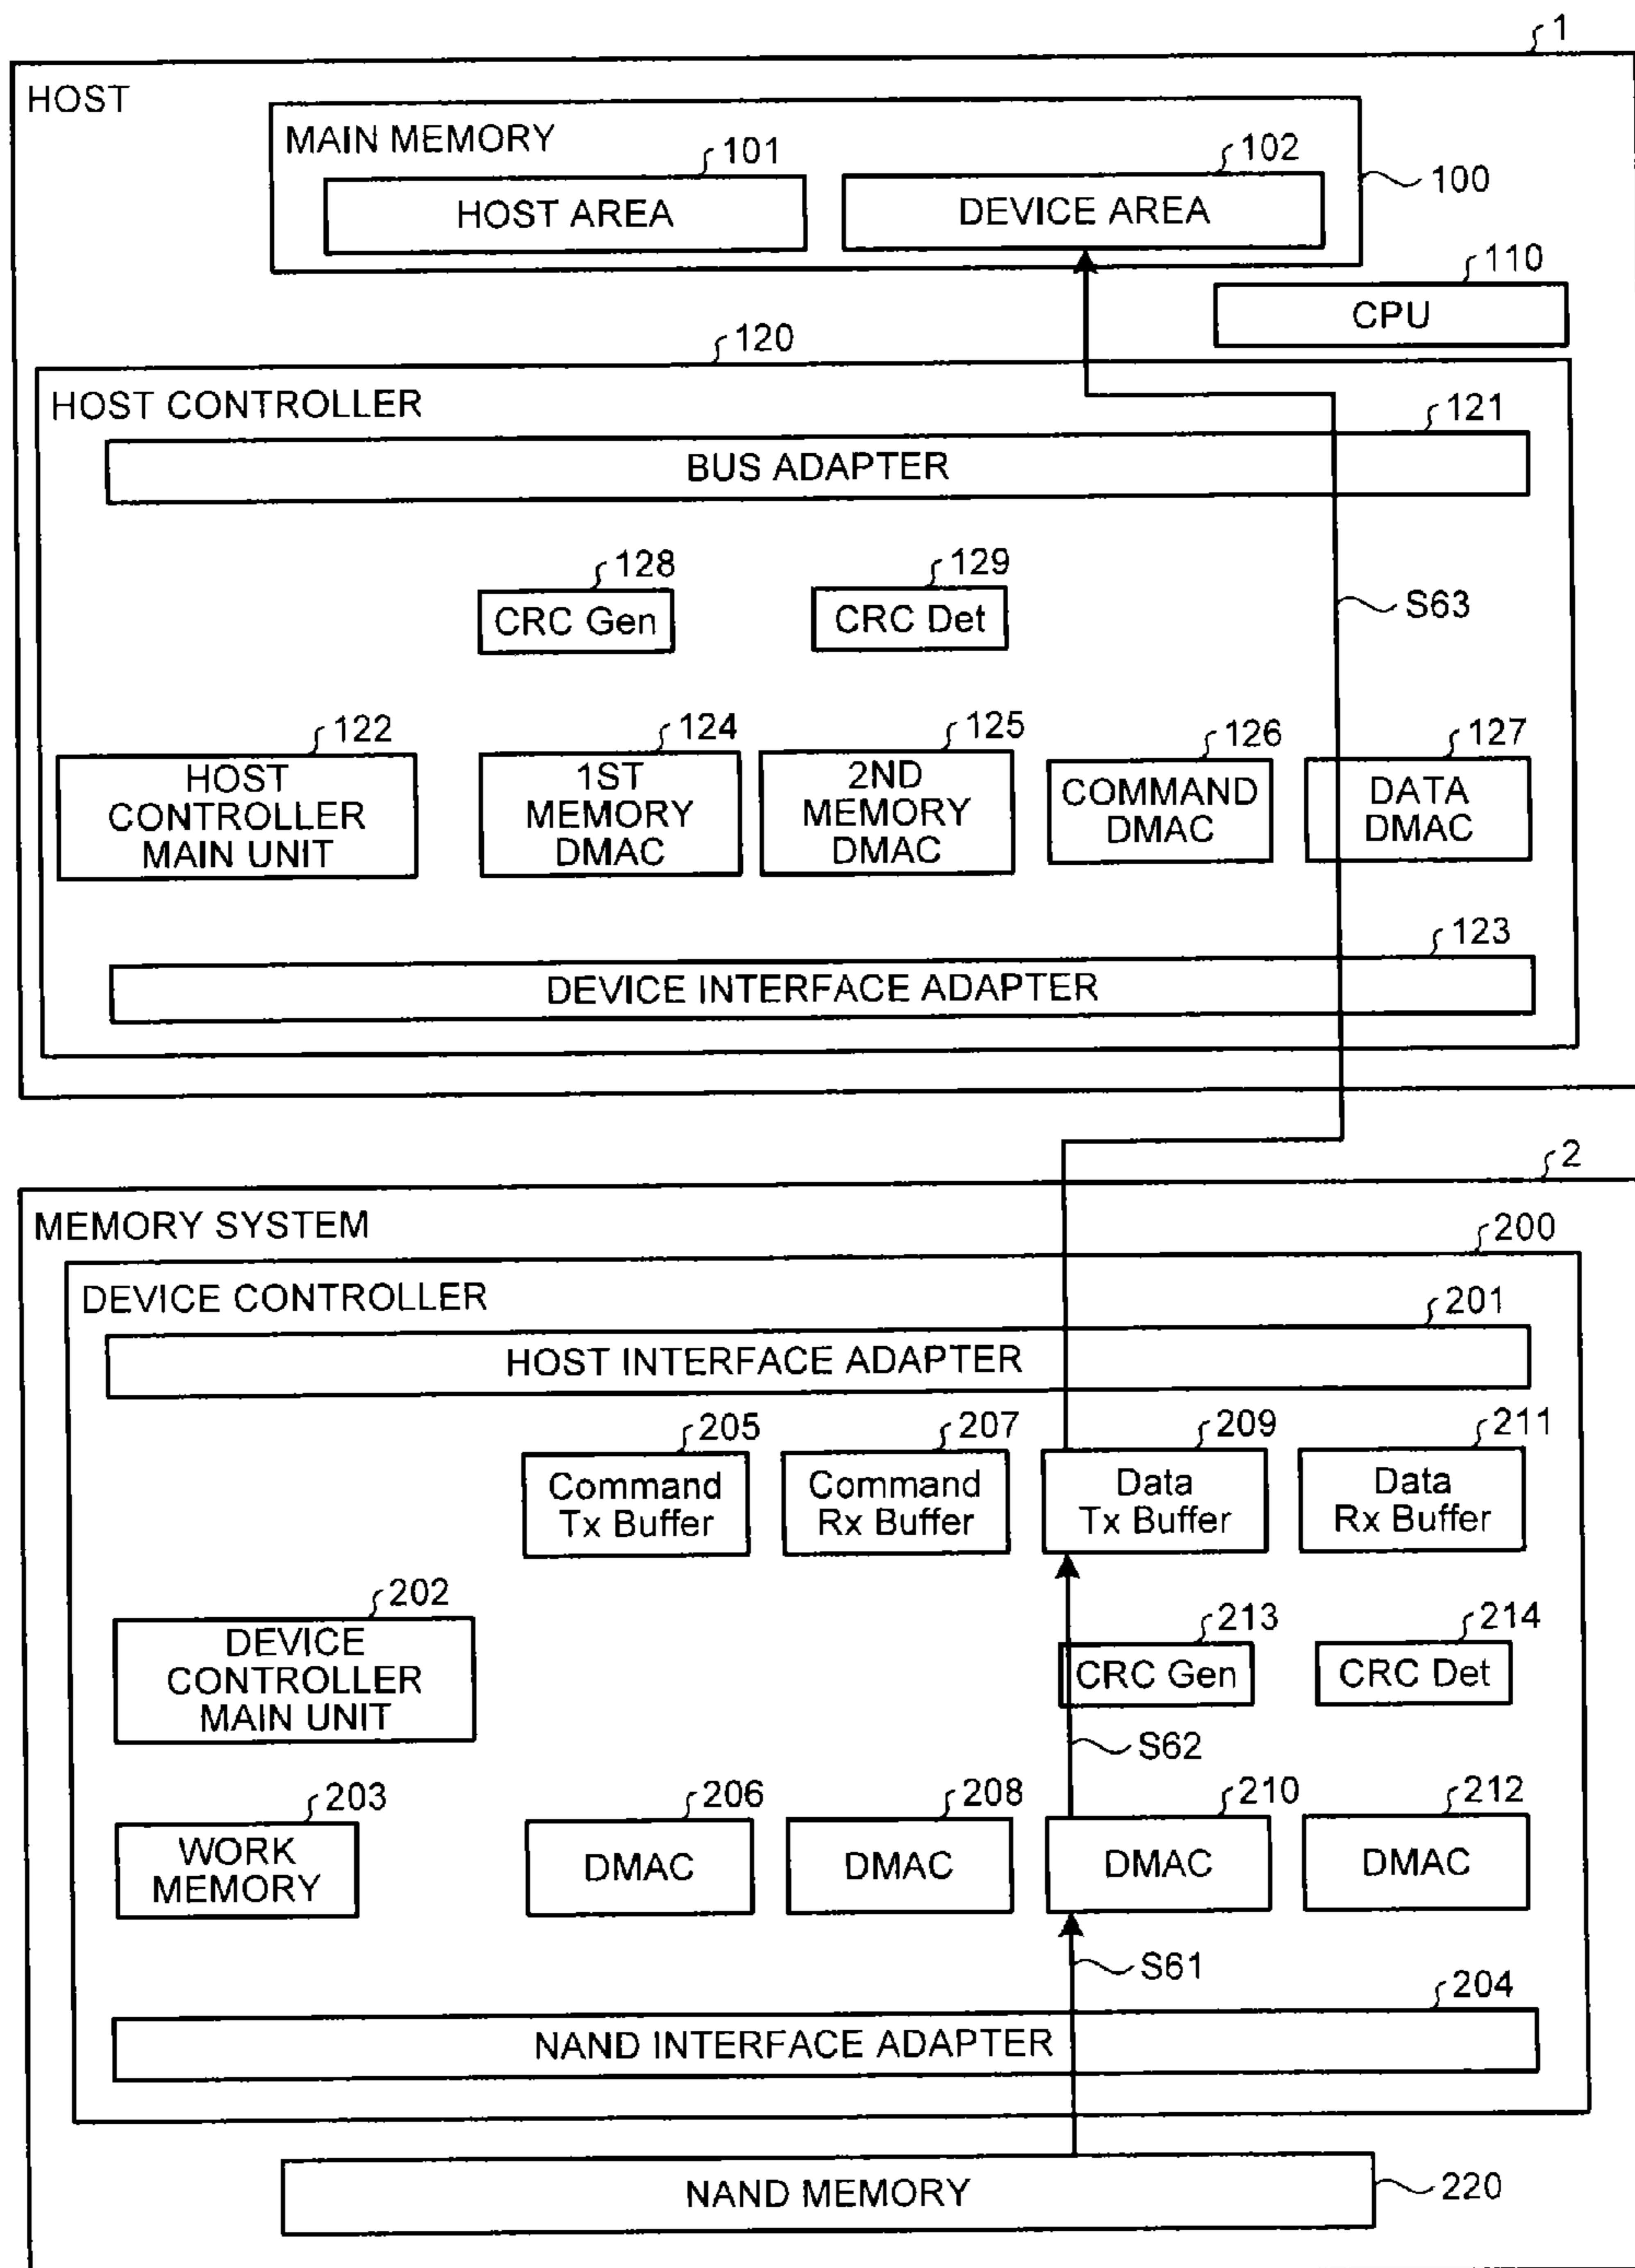 1
HOST
MAIN MEMORY
101
102
HOST AREA
DEVICE AREA
100
110
CPU
120
HOST CONTROLLER
121
BUS ADAPTER
128
129
CRC Gen
CRC Det
S63
122
124
125
126
127
HOST
CONTROLLER
MAIN UNIT
1ST
MEMORY
DMAC
2ND
MEMORY
DMAC
COMMAND
DMAC
DATA
DMAC
123
DEVICE INTERFACE ADAPTER
2
MEMORY SYSTEM
200
DEVICE CONTROLLER
201
HOST INTERFACE ADAPTER
205
207
209
211
Command
Tx Buffer
Command
Rx Buffer
Data
Tx Buffer
Data
Rx Buffer
202
213
214
DEVICE
CONTROLLER
MAIN UNIT
CRC Gen
CRC Det
S62
203
206
208
210
212
WORK
MEMORY
DMAC
DMAC
DMAC
DMAC
S61
204
NAND INTERFACE ADAPTER
NAND MEMORY
220